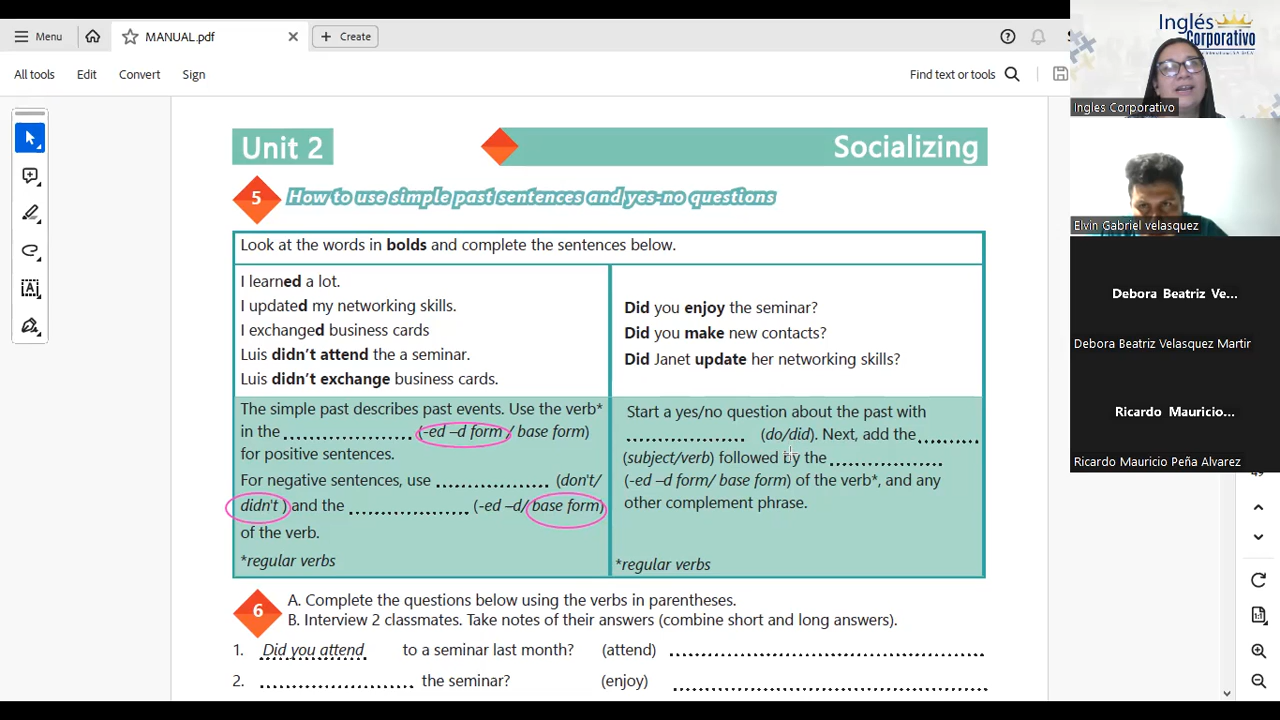 Menu
MANUAL.pdf
Create
All tools
Edit
Convert
Sign
Find text or tools
Unit 2
Socializing
5
How to use simple past sentences and yes-no questions
Look at the words in bolds and complete the sentences below.
I learned a lot.
I updated my networking skills.
I exchanged business cards
Luis didn't attend the a seminar.
Luis didn't exchange business cards.
Did you enjoy the seminar?
Did you make new contacts?
Did Janet update her networking skills?
The simple past describes past events. Use the verb*
in the ........................ (-ed –d form / base form)
for positive sentences.
For negative sentences, use ..................... (don't/
didn't ) and the ...................... (-ed –d/ base form)
of the verb.
*regular verbs
Start a yes/no question about the past with
..................... (do/did). Next, add the ...........
(subject/verb) followed by the .....................
(-ed –d form/ base form) of the verb*, and any
other complement phrase.
*regular verbs
6
A. Complete the questions below using the verbs in parentheses.
B. Interview 2 classmates. Take notes of their answers (combine short and long answers).
1. Did you attend to a seminar last month? (attend) ............................................................
2. ............................. the seminar? (enjoy) ............................................................
Inglés
Corporativo
Ingles Corporativo
Elvin Gabriel velasquez
Debora Beatriz Ve...
Debora Beatriz Velasquez Martir
Ricardo Mauricio...
Ricardo Mauricio Peña Alvarez